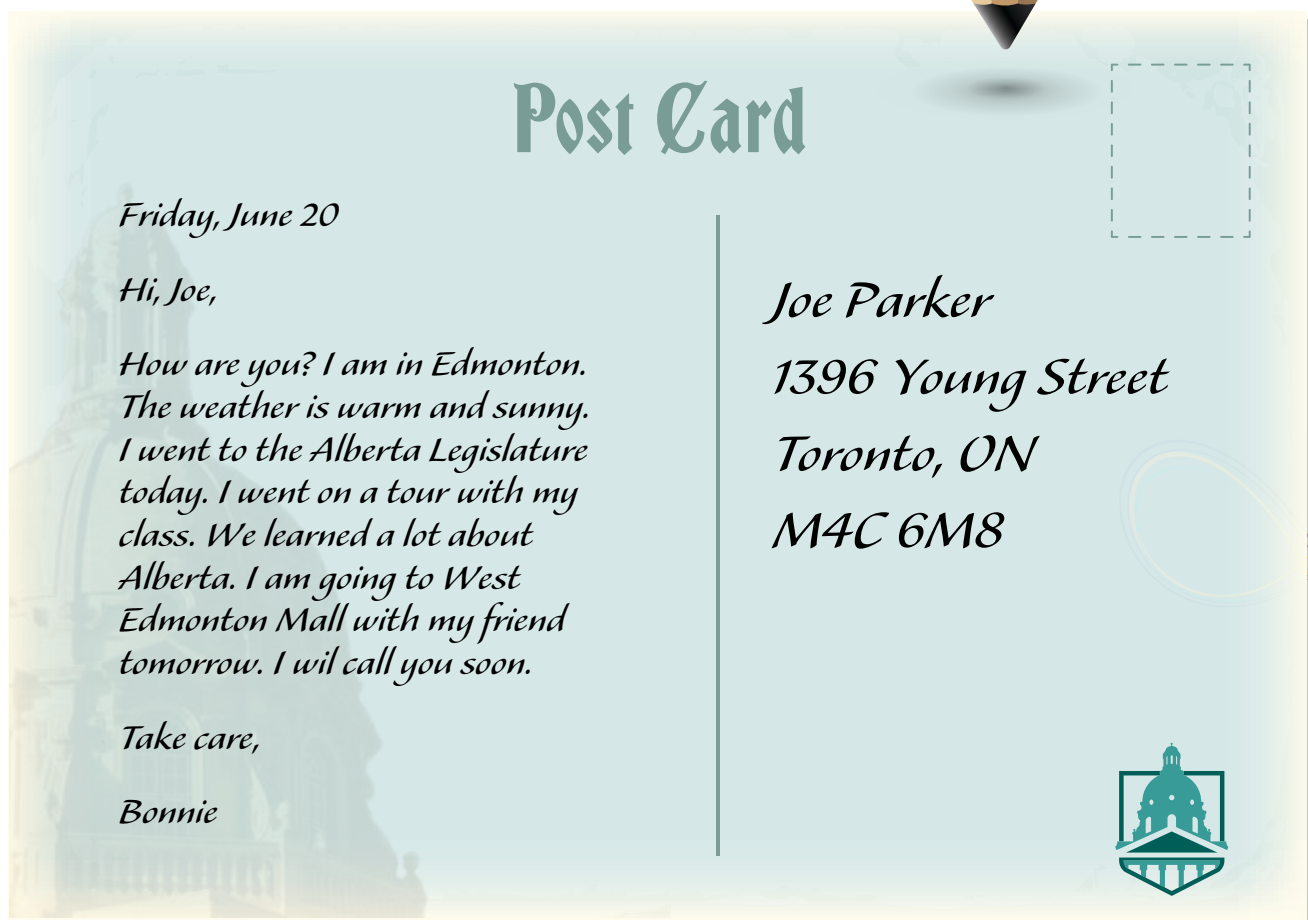 Post Card
Friday, June 20
Hi, Joe,
How are you? I am in Edmonton.
The weather is warm and sunny.
I went to the Alberta Legislature
today. I went on a tour with my
class. We learned a lot about
Alberta. I am going to West
Edmonton Mall with my friend
tomorrow. I wil call you soon.
Take care,
Bonnie
Joe Parker
1396 Young Street
Toronto, ON
M4C 6M8